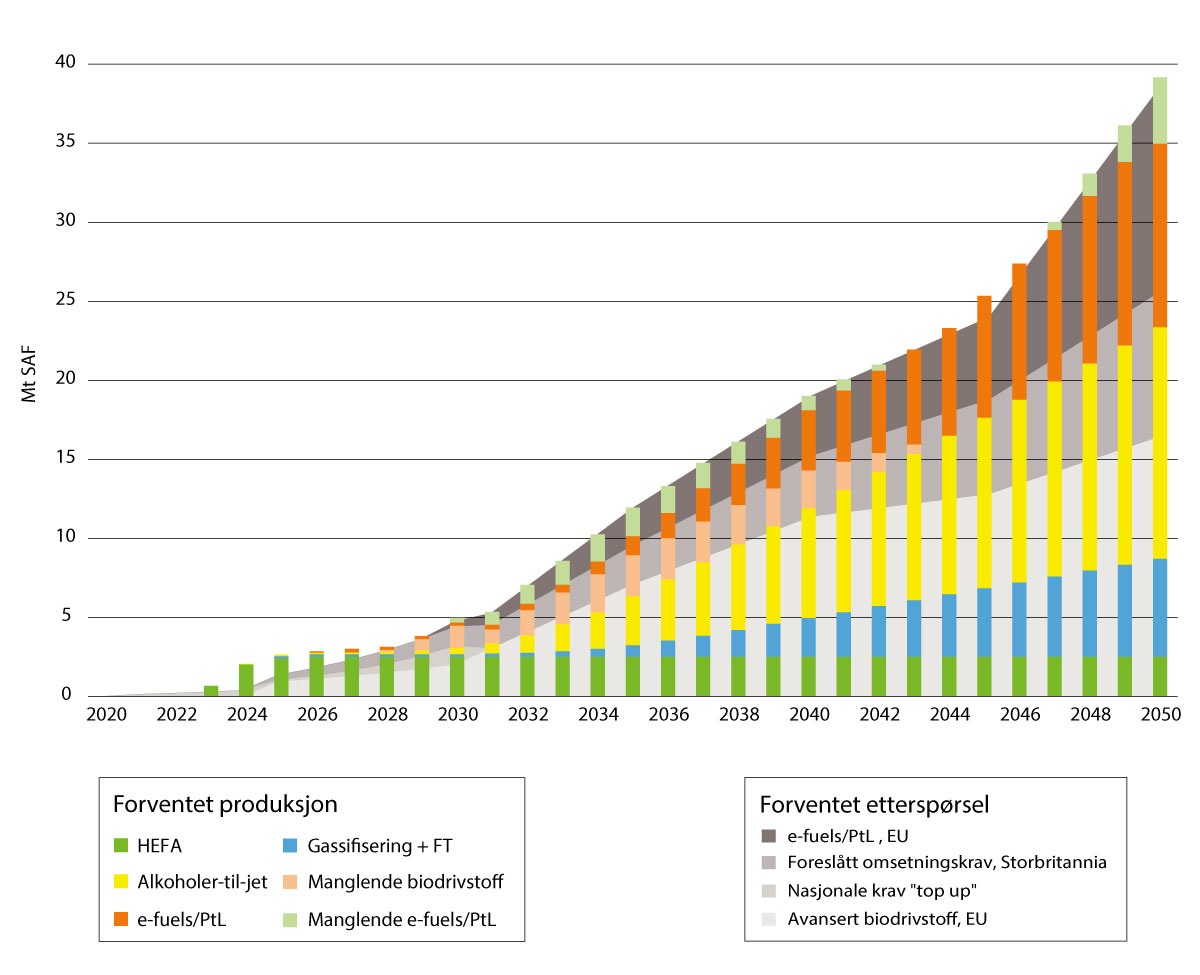 40
35
30
25
20
15
10
5
0
Mt SAF
2020 2022 2024 2026 2028 2030 2032 2034 2036 2038 2040 2042 2044 2046 2048 2050
Forventet produksjon
HEFA Gassifisering + FT
Alkoholer-til-jet Manglende biodrivstoff
e-fuels/PtL Manglende e-fuels/PtL
Forventet etterspørsel
e-fuels/PtL , EU
Foreslått omsetningskrav, Storbritannia
Nasjonale krav "top up"
Avansert biodrivstoff, EU